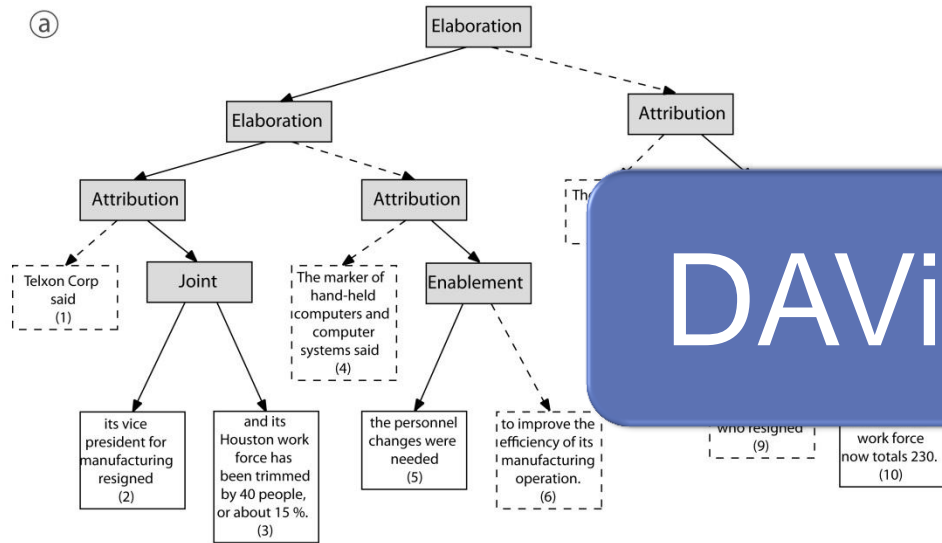 a
Elaboration
Elaboration
Attribution
Attribution
Attribution
Telxon Corp
said
(1)
Joint
The marker of
hand-held
computers and
computer
systems said
(4)
Enablement
DAVi
its vice
president for
manufacturing
resigned
(2)
and its
Houston work
force has
been trimmed
by 40 people,
or about 15 %.
(3)
the personnel
changes were
needed
(5)
to improve the
efficiency of its
manufacturing
operation.
(6)
who resigned
(9)
work force
now totals 230.
(10)